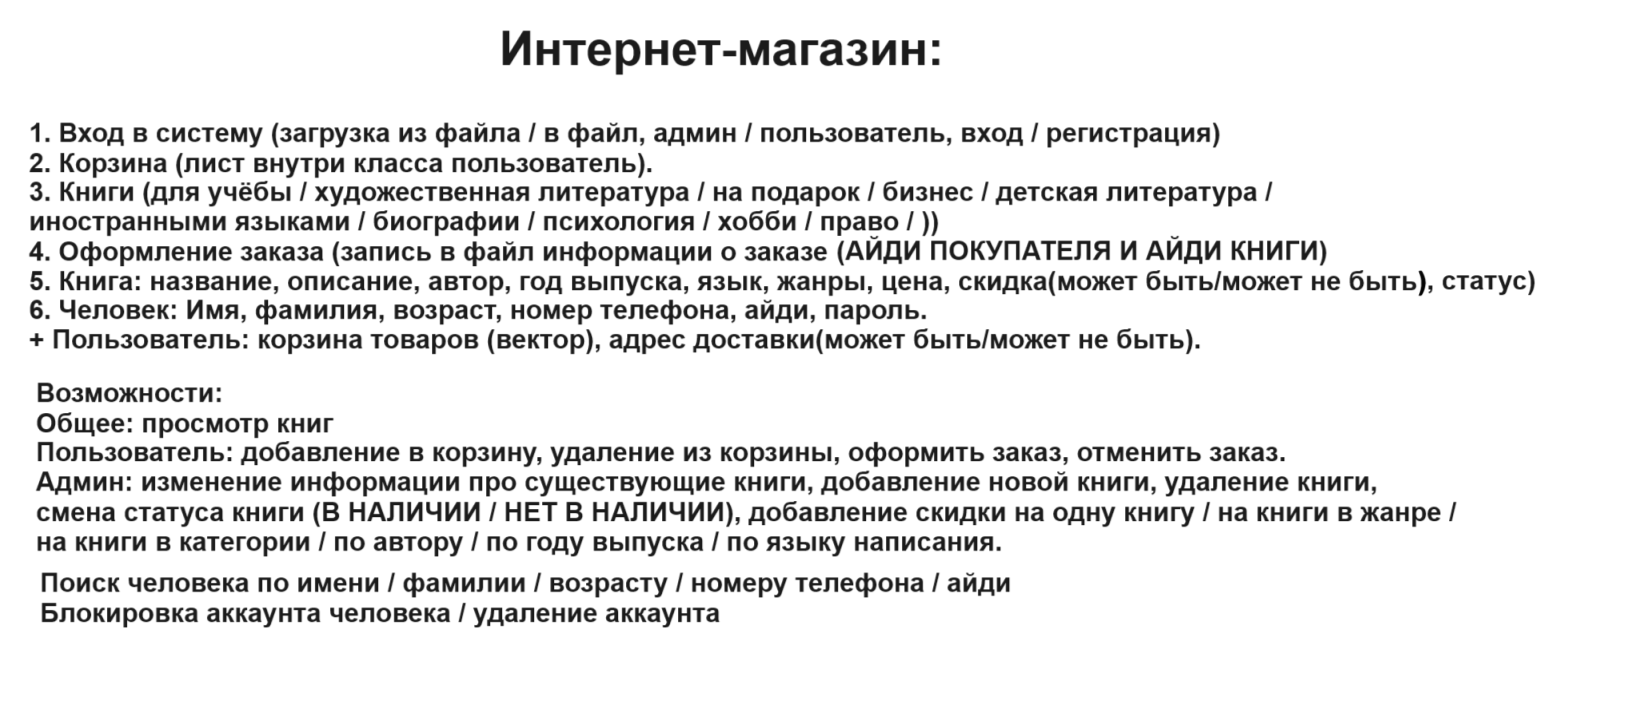 Интернет-магазин:
1. Вход в систему (загрузка из файла / в файл, админ / пользователь, вход / регистрация)
2. Корзина (лист внутри класса пользователь).
3. Книги (для учёбы / художественная литература / на подарок / бизнес / детская литература /
иностранными языками / биографии / психология / хобби / право / ))
4. Оформление заказа (запись в файл информации о заказе (АЙДИ ПОКУПАТЕЛЯ И АЙДИ КНИГИ)
5. Книга: название, описание, автор, год выпуска, язык, жанры, цена, скидка(может быть/может не быть), статус)
6. Человек: Имя, фамилия, возраст, номер телефона, айди, пароль.
+ Пользователь: корзина товаров (вектор), адрес доставки(может быть/может не быть).
Возможности:
Общее: просмотр книг
Пользователь: добавление в корзину, удаление из корзины, оформить заказ, отменить заказ.
Админ: изменение информации про существующие книги, добавление новой книги, удаление книги,
смена статуса книги (В НАЛИЧИИ / НЕТ В НАЛИЧИИ), добавление скидки на одну книгу / на книги в жанре /
на книги в категории / по автору / по году выпуска / по языку написания.
Поиск человека по имени / фамилии / возрасту / номеру телефона / айди
Блокировка аккаунта человека / удаление аккаунта